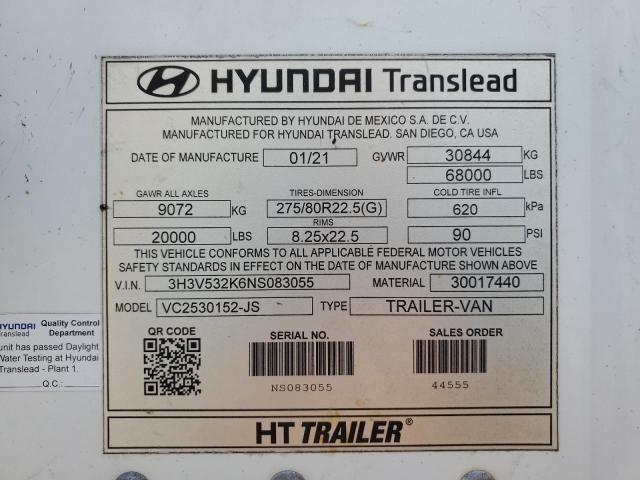 HYUNDAI Translead
MANUFACTURED BY HYUNDAI DE MEXICO S.A. DE C.V.
MANUFACTURED FOR HYUNDAI TRANSLEAD. SAN DIEGO, CA USA
DATE OF MANUFACTURE 01/21 GVWR 30844 KG
68000 LBS
GAWR ALL AXLES TIRES-DIMENSION COLD TIRE INFL
9072 KG 275/80R22.5(G) 620 kPa
RIMS
20000 LBS 8.25x22.5 90 PSI
THIS VEHICLE CONFORMS TO ALL APPLICABLE FEDERAL MOTOR VEHICLES
SAFETY STANDARDS IN EFFECT ON THE DATE OF MANUFACTURE SHOWN ABOVE
V.I.N. 3H3V532K6NS083055 MATERIAL 30017440
MODEL VC2530152-JS TYPE TRAILER-VAN
QR CODE SERIAL NO. SALES ORDER
NS083055 44555
HT TRAILER®
HYUNDAI Quality Control
Translead Department
unit has passed Daylight
Water Testing at Hyundai
Translead - Plant 1.
Q.C.: